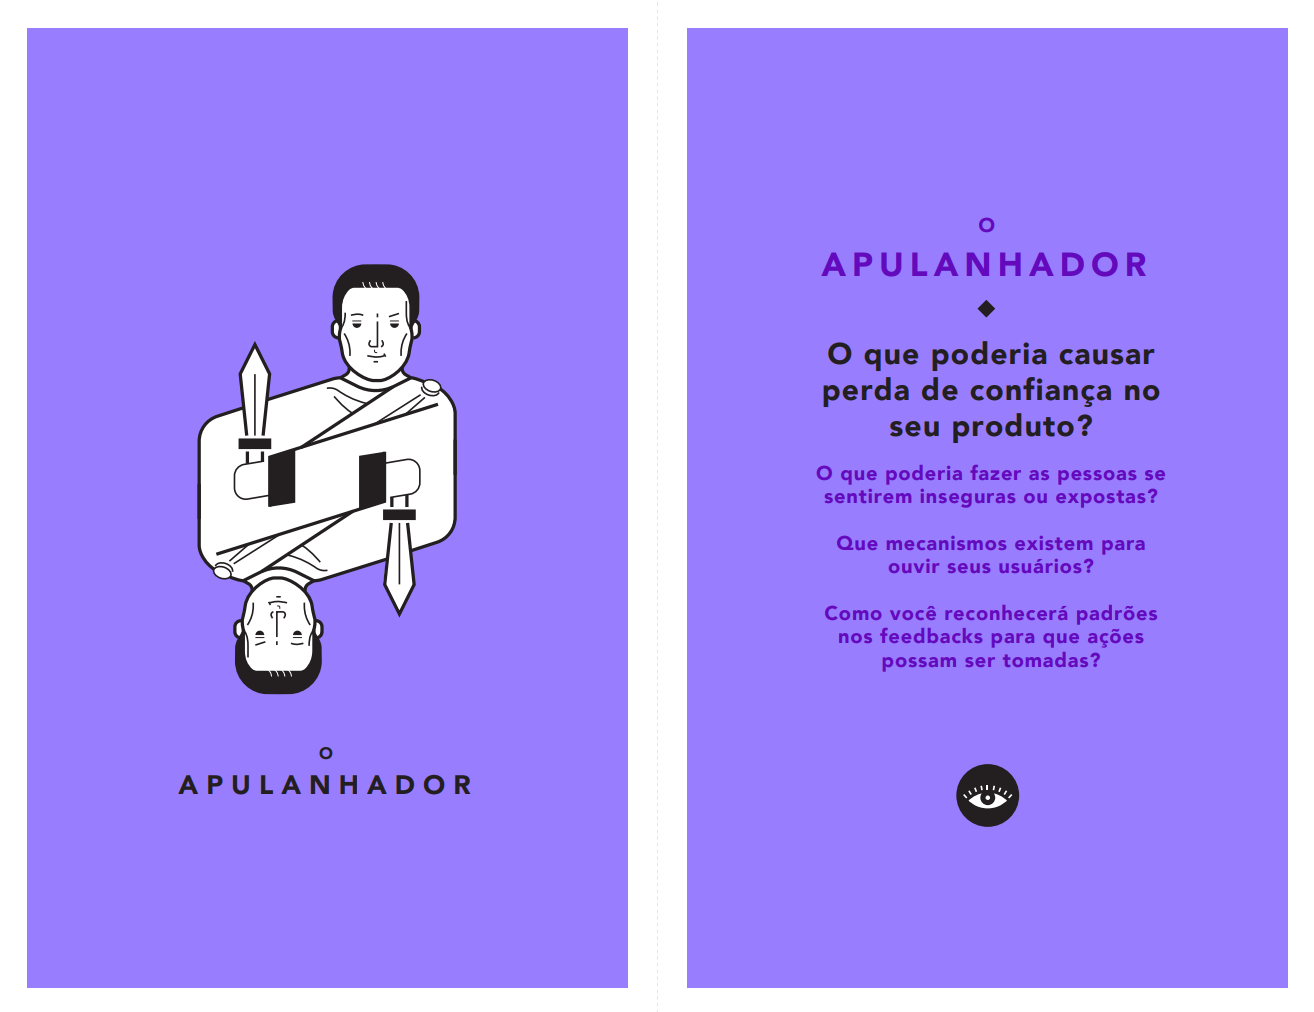 O
APULANHADOR
O
APULANHADOR
O que poderia causar
perda de confiança no
seu produto?
O que poderia fazer as pessoas se
sentirem inseguras ou expostas?
Que mecanismos existem para
ouvir seus usuários?
Como você reconhecerá padrões
nos feedbacks para que ações
possam ser tomadas?